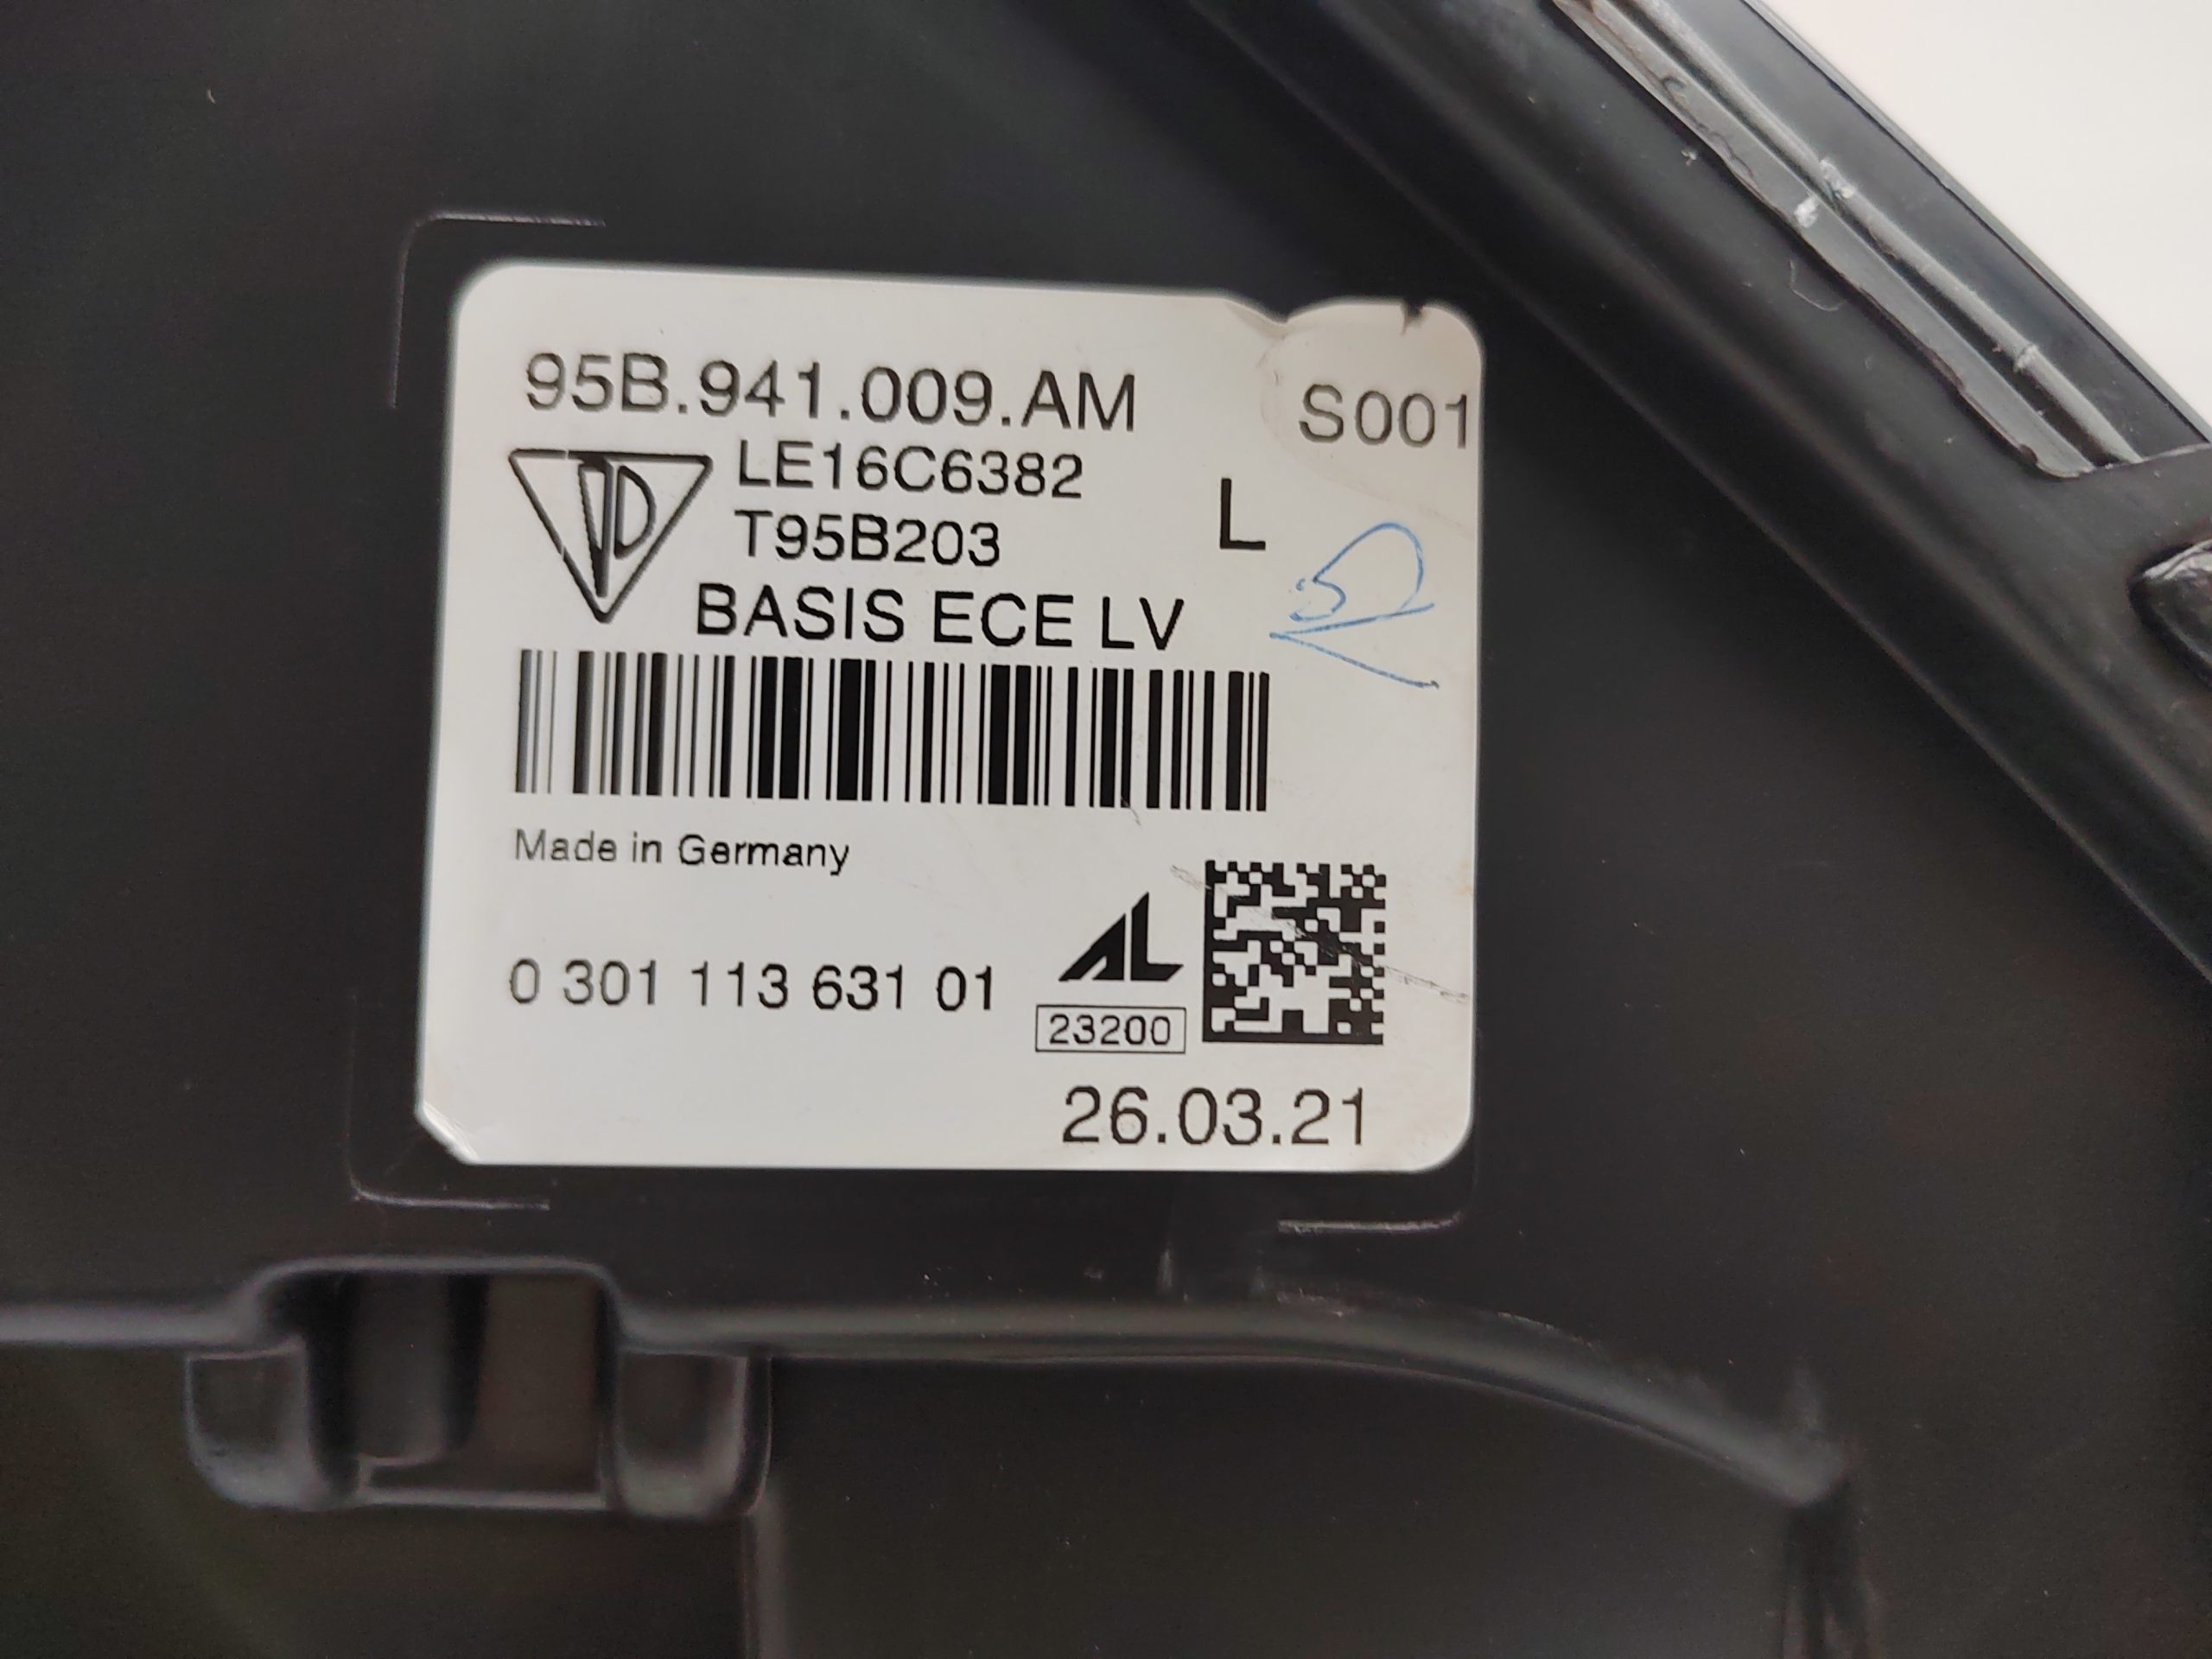 95B.941.009.AM S001
LE16C6382
T95B203 L
BASIS ECE LV
Made in Germany
0 301 113 631 01
AL
23200
26.03.21